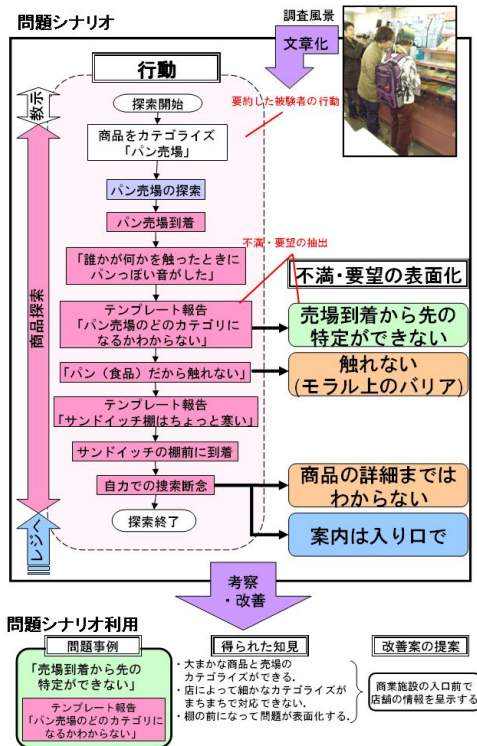 問題シナリオ
調査風景
文章化
行動
教示
商品探索
レジへ
探索開始
要約した被験者の行動
商品をカテゴライズ
「パン売場」
パン売場の探索
パン売場到着
「誰かが何かを触ったときに
パンっぽい音がした」
不満・要望の抽出
不満・要望の表面化
テンプレート報告
「パン売場のどのカテゴリに
なるかわからない」
売場到着から先の
特定ができない
「パン（食品）だから触れない」
触れない
(モラル上のバリア)
テンプレート報告
「サンドイッチ棚はちょっと寒い」
サンドイッチの棚前に到着
自力での捜索断念
商品の詳細までは
わからない
探索終了
案内は入り口で
考察
・改善
問題シナリオ利用
問題事例
「売場到着から先の
特定ができない」
テンプレート報告
「パン売場のどのカテゴリに
なるかわからない」
得られた知見
・大まかな商品と売場の
カテゴライズができる.
・店によって細かなカテゴライズが
まちまちで対応できない.
・棚の前になって問題が表面化する.
改善案の提案
商業施設の入口前で
店舗の情報を呈示する